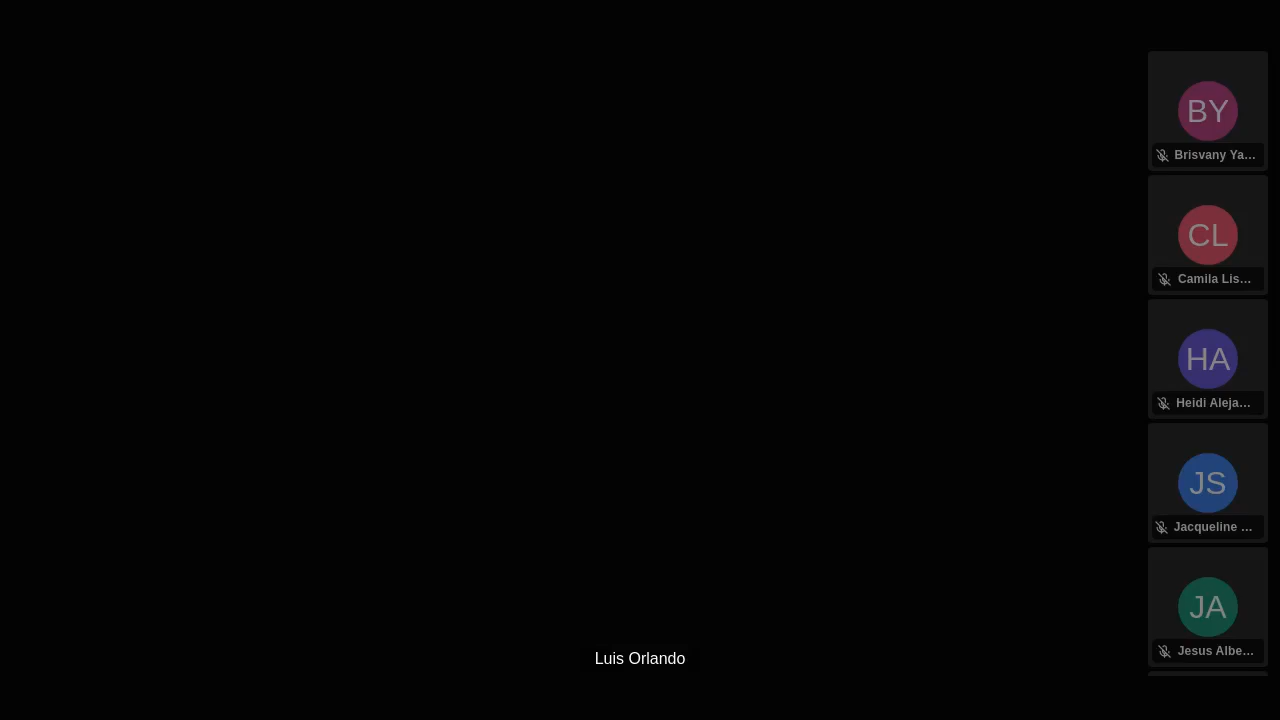 BY
Brisvany Ya...
CL
Camila Lis...
HA
Heidi Aleja...
JS
Jacqueline ...
JA
Jesus Albe...
Luis Orlando